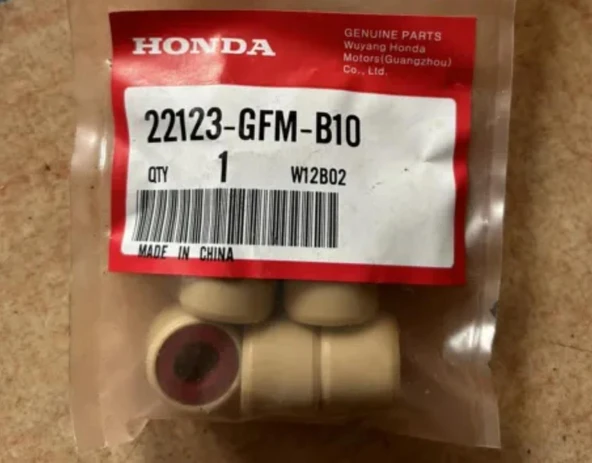 HONDA
GENUINE PARTS
Wuyang Honda
Motors(Guangzhou)
Co., Ltd.
22123-GFM-B10
QTY 1 W12B02
MADE IN CHINA